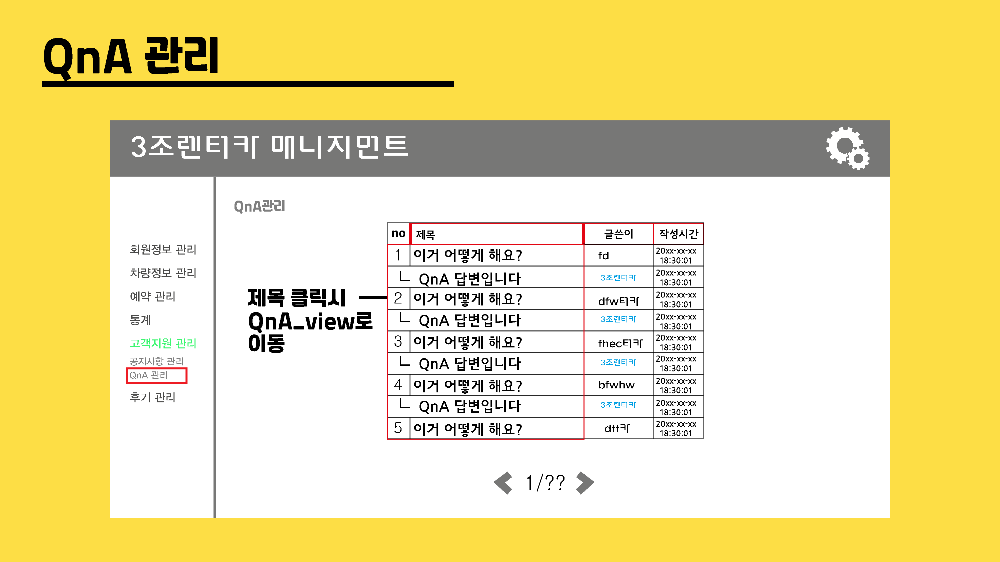 QnA 관리
3조렌터카 매니지먼트
QnA관리
회원정보 관리
차량정보 관리
예약 관리
통계
고객지원 관리
공지사항 관리
QnA 관리
후기 관리
제목 클릭시
QnA_view로
이동
no 제목 글쓴이 작성시간
1 이거 어떻게 해요? fd 20xx-xx-xx
18:30:01
ㄴ QnA 답변입니다 3조렌터카 20xx-xx-xx
18:30:01
2 이거 어떻게 해요? dfw터카 20xx-xx-xx
18:30:01
ㄴ QnA 답변입니다 3조렌터카 20xx-xx-xx
18:30:01
3 이거 어떻게 해요? fhec터카 20xx-xx-xx
18:30:01
ㄴ QnA 답변입니다 3조렌터카 20xx-xx-xx
18:30:01
4 이거 어떻게 해요? bfwhw 20xx-xx-xx
18:30:01
ㄴ QnA 답변입니다 3조렌터카 20xx-xx-xx
18:30:01
5 이거 어떻게 해요? dff카 20xx-xx-xx
18:30:01
1/??